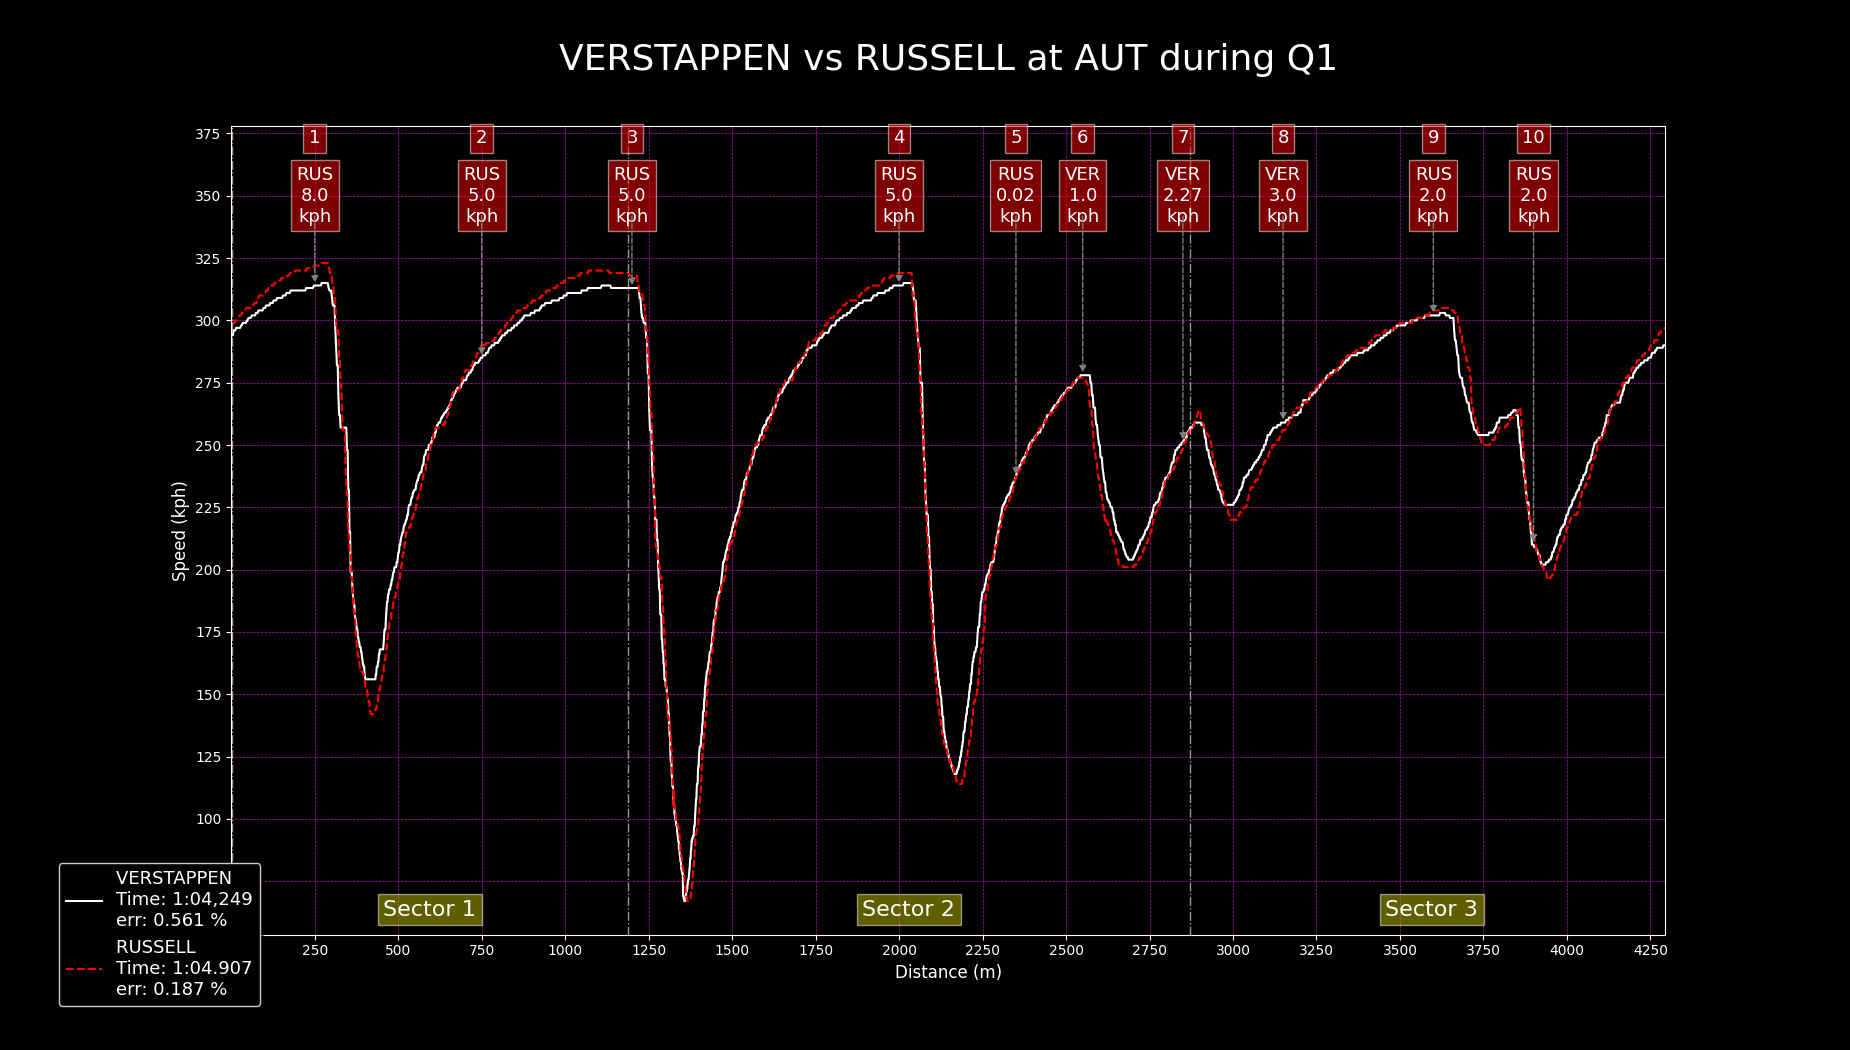 VERSTAPPEN vs RUSSELL at AUT during Q1
1 2 3 4 5 6 7 8 9 10
RUS RUS RUS RUS RUS VER VER VER RUS RUS
8.0 5.0 5.0 5.0 0.02 1.0 2.27 3.0 2.0 2.0
kph kph kph kph kph kph kph kph kph kph
375
350
325
300
275
250
225
200
175
150
125
100
Speed (kph)
Sector 1 Sector 2 Sector 3
250 500 750 1000 1250 1500 1750 2000 2250 2500 2750 3000 3250 3500 3750 4000 4250
Distance (m)
VERSTAPPEN
Time: 1:04,249
err: 0.561 %
RUSSELL
Time: 1:04.907
err: 0.187 %